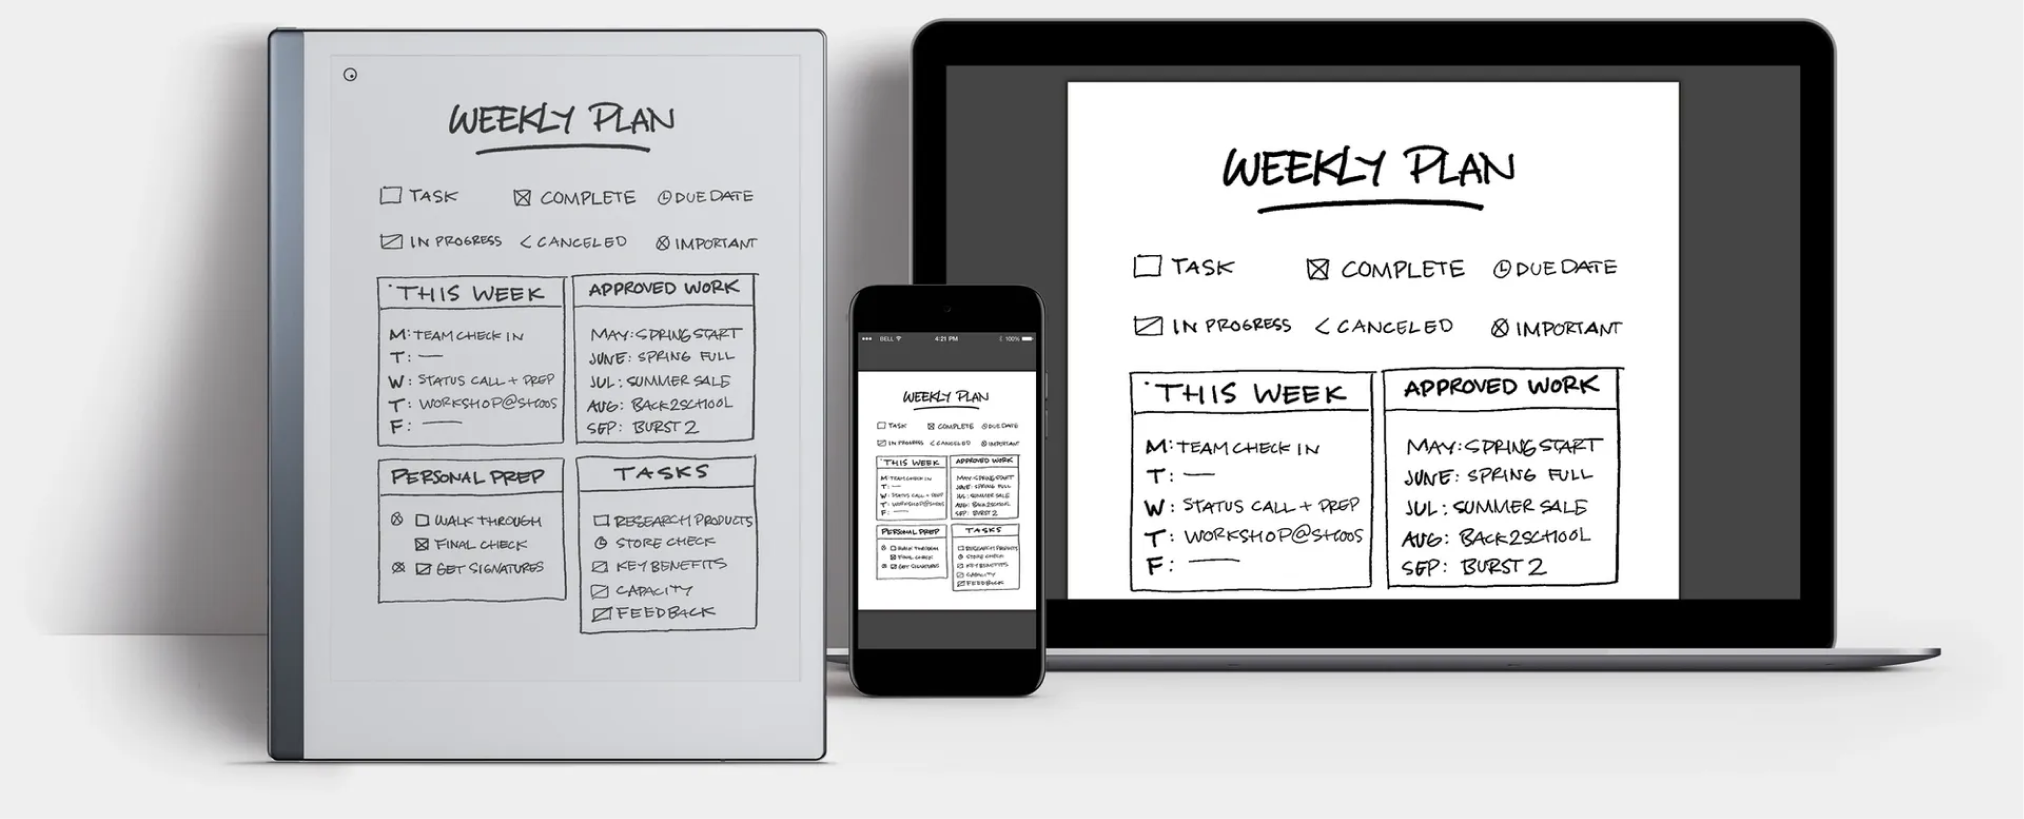 WEEKLY PLAN
TASK COMPLETE DUE DATE
IN PROGRESS < CANCELED IMPORTANT
THIS WEEK
M: TEAM CHECK IN
T: —
W: STATUS CALL + PREP
T: WORKSHOP@SHOOS
F: —
APPROVED WORK
MAY: SPRING START
JUNE: SPRING FULL
JUL: SUMMER SALE
AUG: BACK2SCHOOL
SEP: BURST 2
PERSONAL PREP
WALK THROUGH
FINAL CHECK
GET SIGNATURES
TASKS
RESEARCH PRODUCTS
STORE CHECK
KEY BENEFITS
CAPACITY
FEEDBACK
BELL 4:21 PM 100%
WEEKLY PLAN
TASK COMPLETE DUE DATE
IN PROGRESS < CANCELED IMPORTANT
THIS WEEK
M: TEAM CHECK IN
T: —
W: STATUS CALL + PREP
T: WORKSHOP@SHOOS
F: —
APPROVED WORK
MAY: SPRING START
JUNE: SPRING FULL
JUL: SUMMER SALE
AUG: BACK2SCHOOL
SEP: BURST 2
PERSONAL PREP
WALK THROUGH
FINAL CHECK
GET SIGNATURES
TASKS
RESEARCH PRODUCTS
STORE CHECK
KEY BENEFITS
CAPACITY
FEEDBACK
WEEKLY PLAN
TASK COMPLETE DUE DATE
IN PROGRESS < CANCELED IMPORTANT
THIS WEEK
M: TEAM CHECK IN
T: —
W: STATUS CALL + PREP
T: WORKSHOP@SHOOS
F: —
APPROVED WORK
MAY: SPRING START
JUNE: SPRING FULL
JUL: SUMMER SALE
AUG: BACK2SCHOOL
SEP: BURST 2